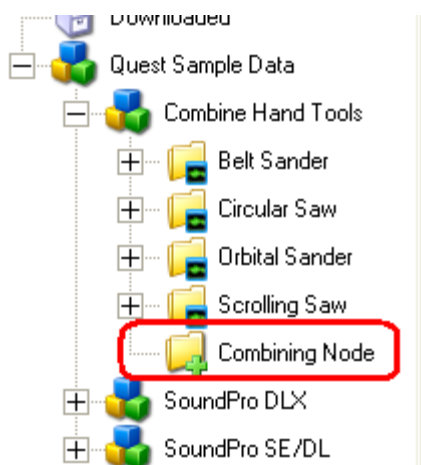 Downloaded
Quest Sample Data
Combine Hand Tools
Belt Sander
Circular Saw
Orbital Sander
Scrolling Saw
Combining Node
SoundPro DLX
SoundPro SE/DL